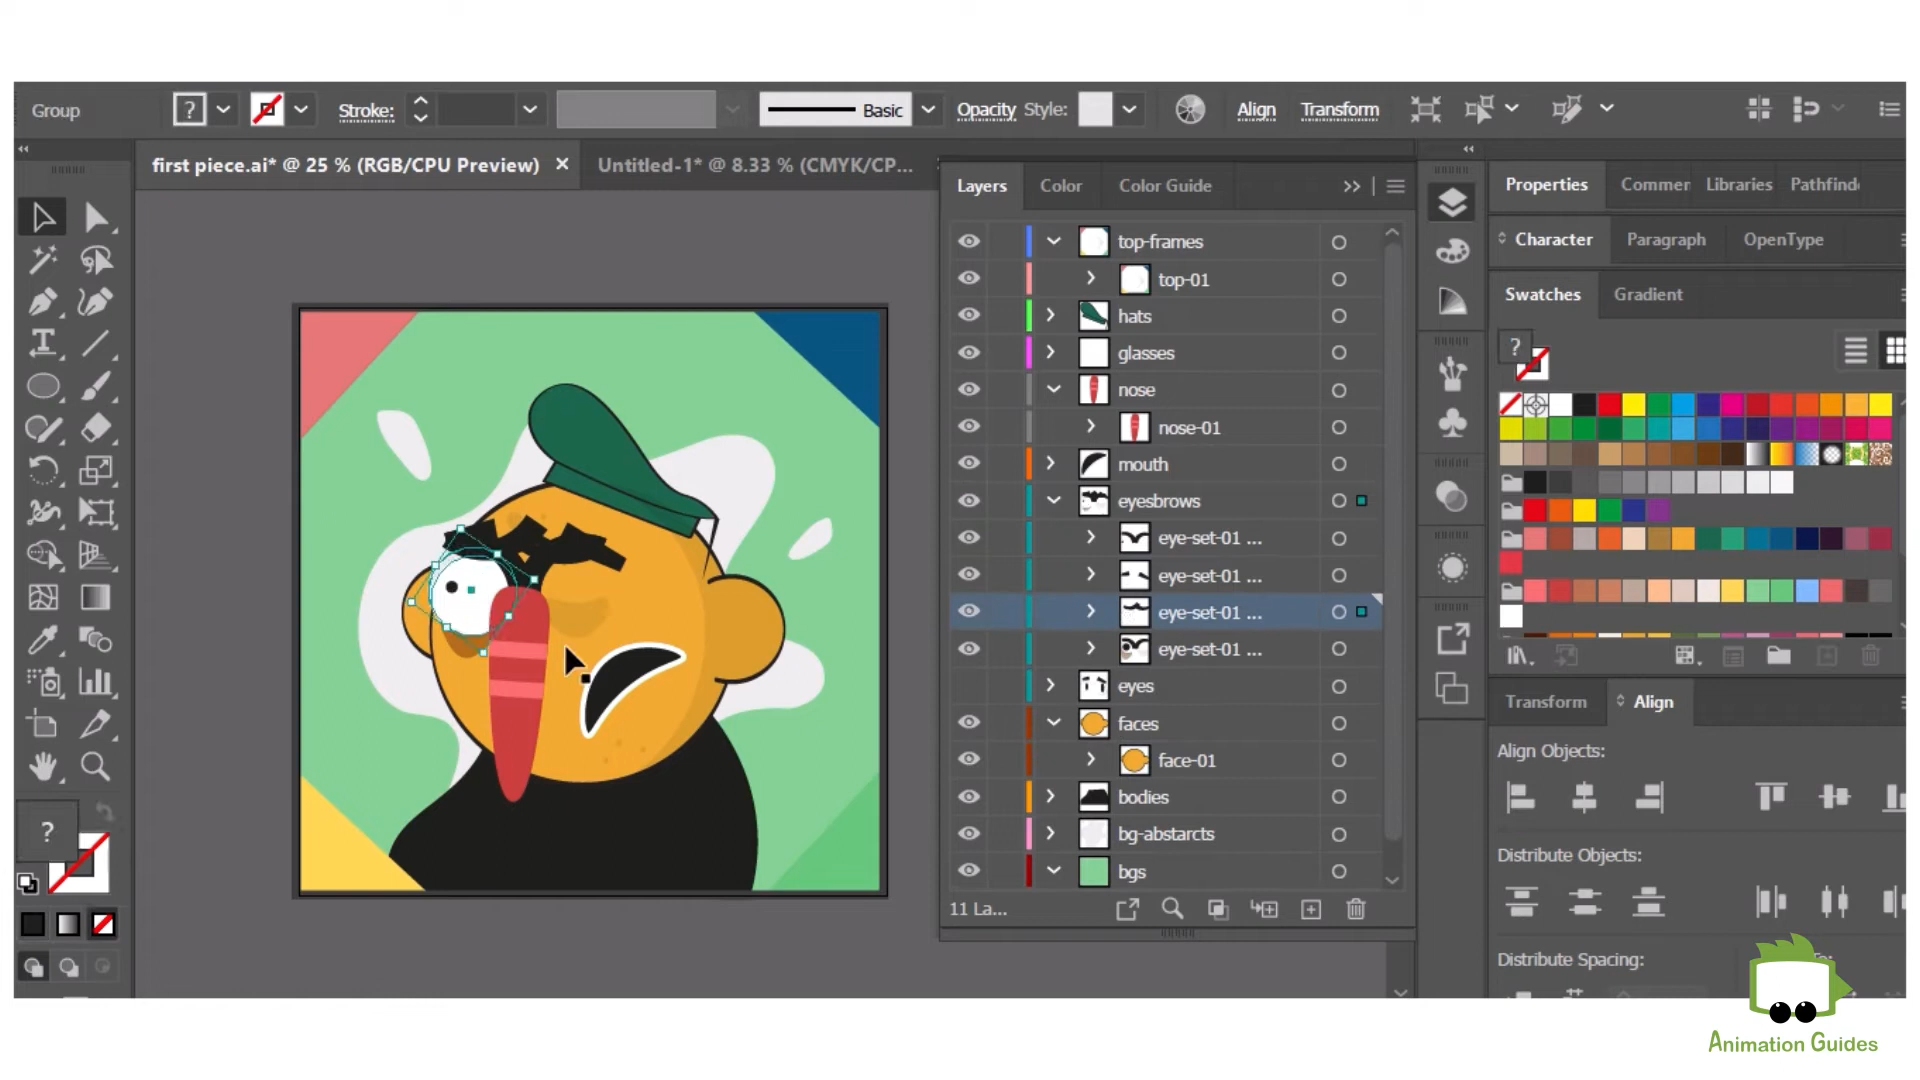 Group
?
Stroke:
Basic
Opacity Style:
Align
Transform
first piece.ai* @ 25 % (RGB/CPU Preview) ×
Untitled-1* @ 8.33 % (CMYK/CP...
Layers
Color
Color Guide
top-frames
top-01
hats
glasses
nose
nose-01
mouth
eyesbrows
eye-set-01 ...
eye-set-01 ...
eye-set-01 ...
eye-set-01 ...
eyes
faces
face-01
bodies
bg-abstarcts
bgs
11 La...
?
Properties
Commer
Libraries
Pathfind
Character
Paragraph
OpenType
Swatches
Gradient
?
Transform
Align
Align Objects:
Distribute Objects:
Distribute Spacing:
To:
Animation Guides